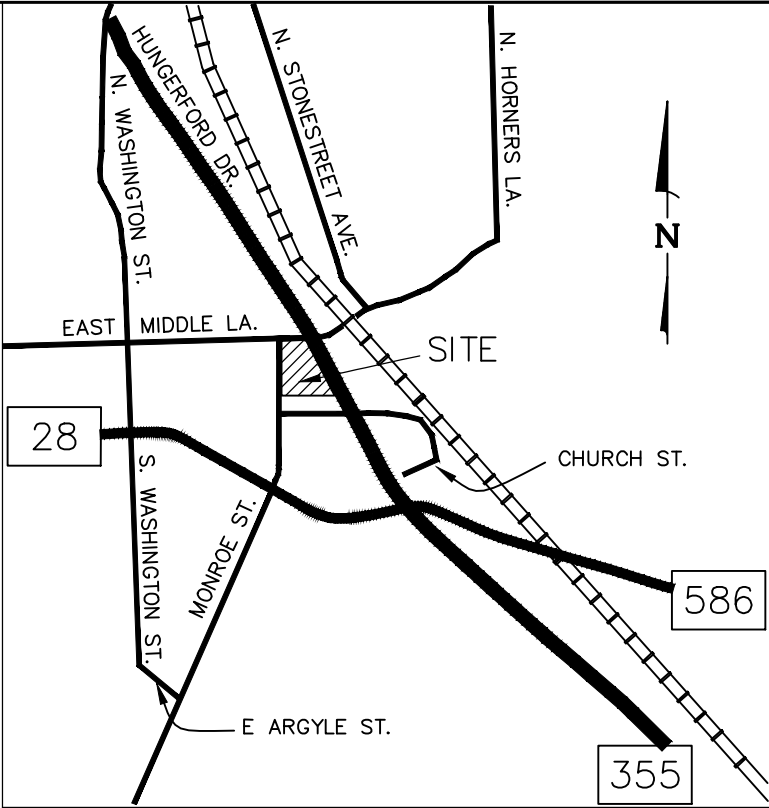 HUNGERFORD DR.
N. STONESTREET AVE.
N. HORNERS LA.
N. WASHINGTON ST.
N
EAST MIDDLE LA.
SITE
28
CHURCH ST.
S. WASHINGTON ST.
MONROE ST.
586
E ARGYLE ST.
355